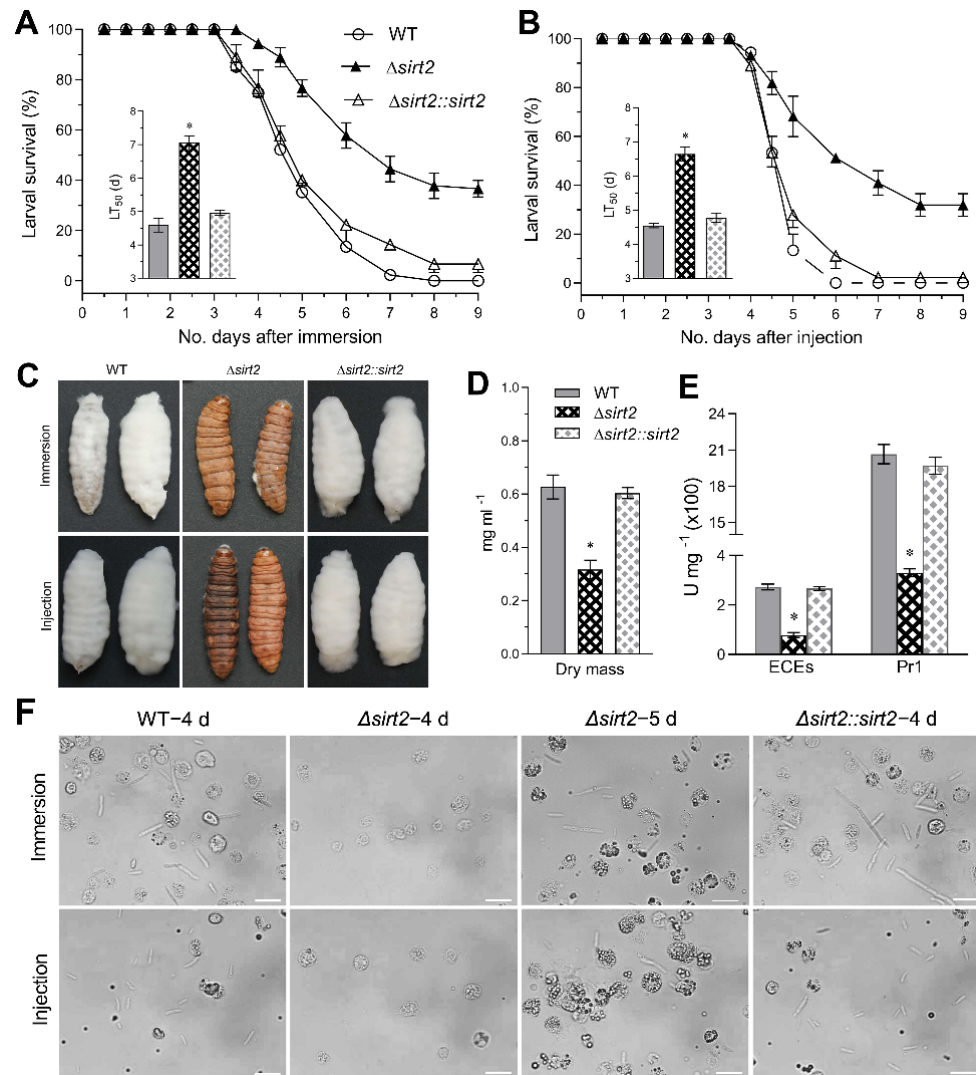 A
Larval survival (%)
100
80
60
40
20
0
0 1 2 3 4 5 6 7 8 9
No. days after immersion
WT
Δsirt2
Δsirt2::sirt2
LT50 (d)
8
7
6
5
4
3
*
B
Larval survival (%)
100
80
60
40
20
0
0 1 2 3 4 5 6 7 8 9
No. days after injection
LT50 (d)
8
7
6
5
4
3
*
C
WT Δsirt2 Δsirt2::sirt2
Immersion
Injection
D
mg ml -1
1.0
0.8
0.6
0.4
0.2
0.0
*
Dry mass
WT
Δsirt2
Δsirt2::sirt2
E
U mg -1 (x100)
24
21
18
15
4
2
0
*
*
ECEs Pr1
F
WT–4 d Δsirt2–4 d Δsirt2–5 d Δsirt2::sirt2–4 d
Immersion
Injection